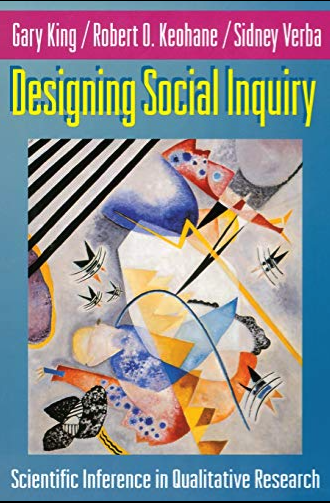 Gary King / Robert O. Keohane / Sidney Verba
Designing Social Inquiry
Scientific Inference in Qualitative Research